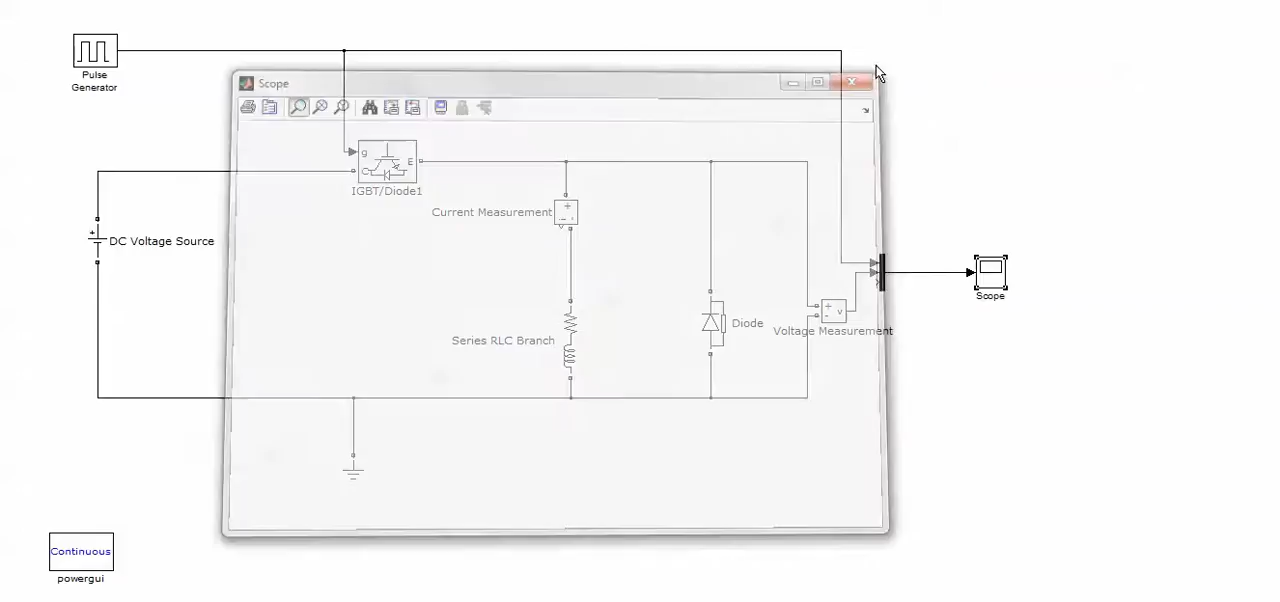 Pulse
Generator
Scope
g
C
E
IGBT/Diode1
Current Measurement
+
-
i
+
DC Voltage Source
Scope
+
-
v
Diode
Voltage Measurement
Series RLC Branch
Continuous
powergui